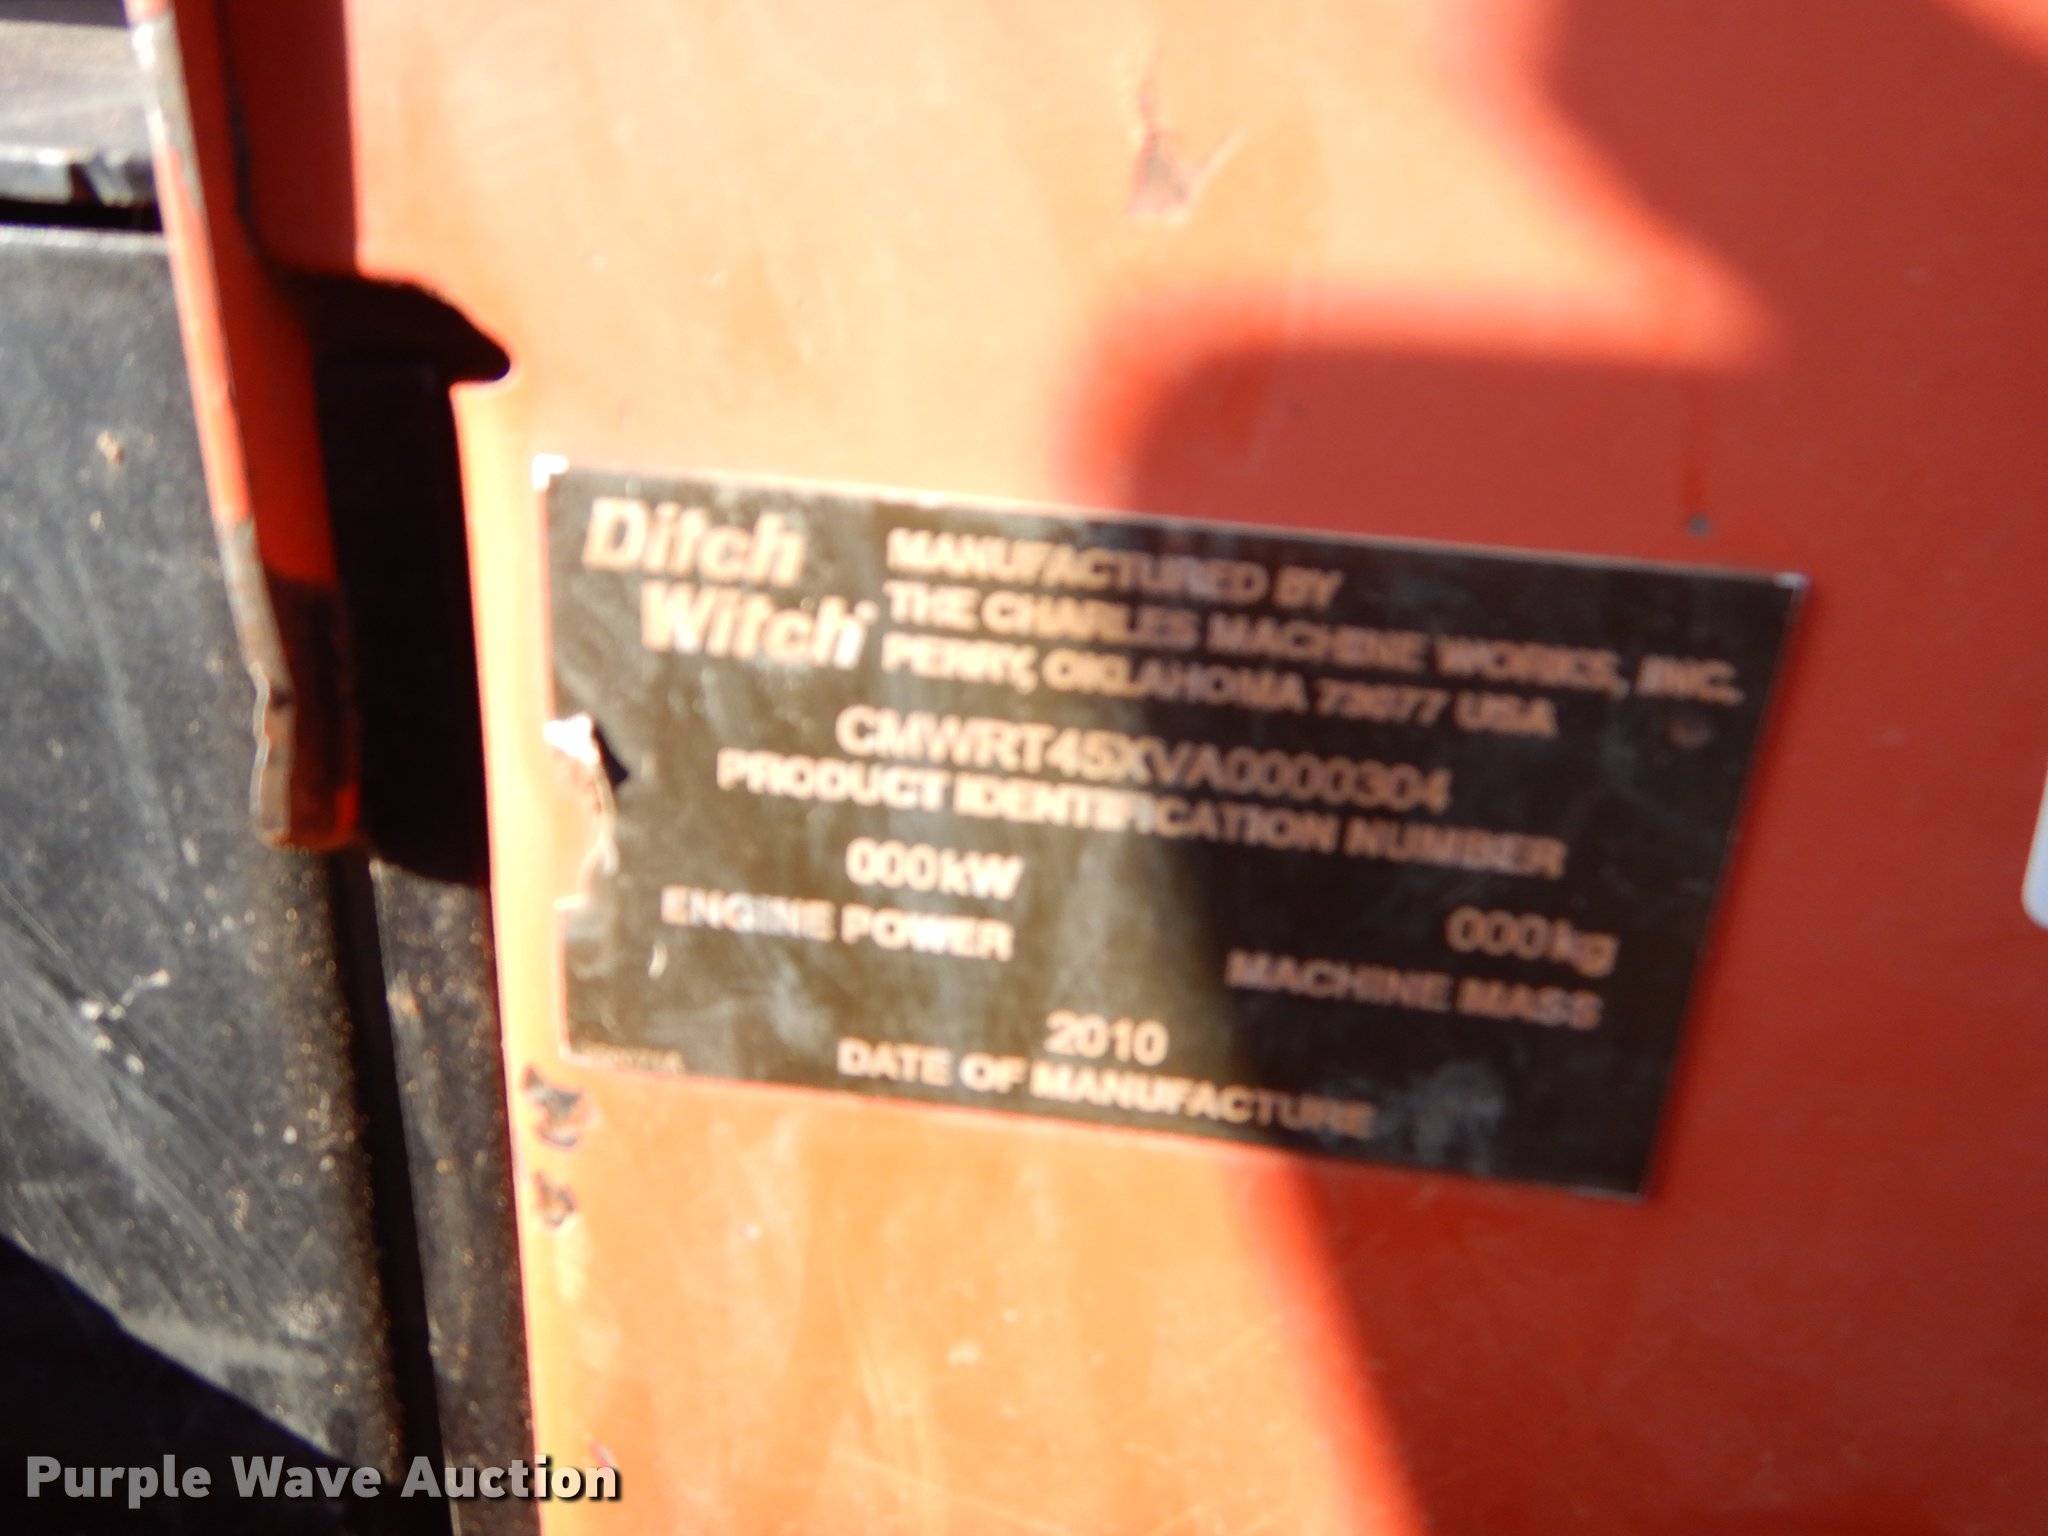 Ditch
Witch
MANUFACTURED BY
THE CHARLES MACHINE WORKS, INC.
PERRY, OKLAHOMA 73077 USA
CMWRT45XVA0000304
PRODUCT IDENTIFICATION NUMBER
000kW
ENGINE POWER
000kg
MACHINE MASS
2010
DATE OF MANUFACTURE
Purple Wave Auction